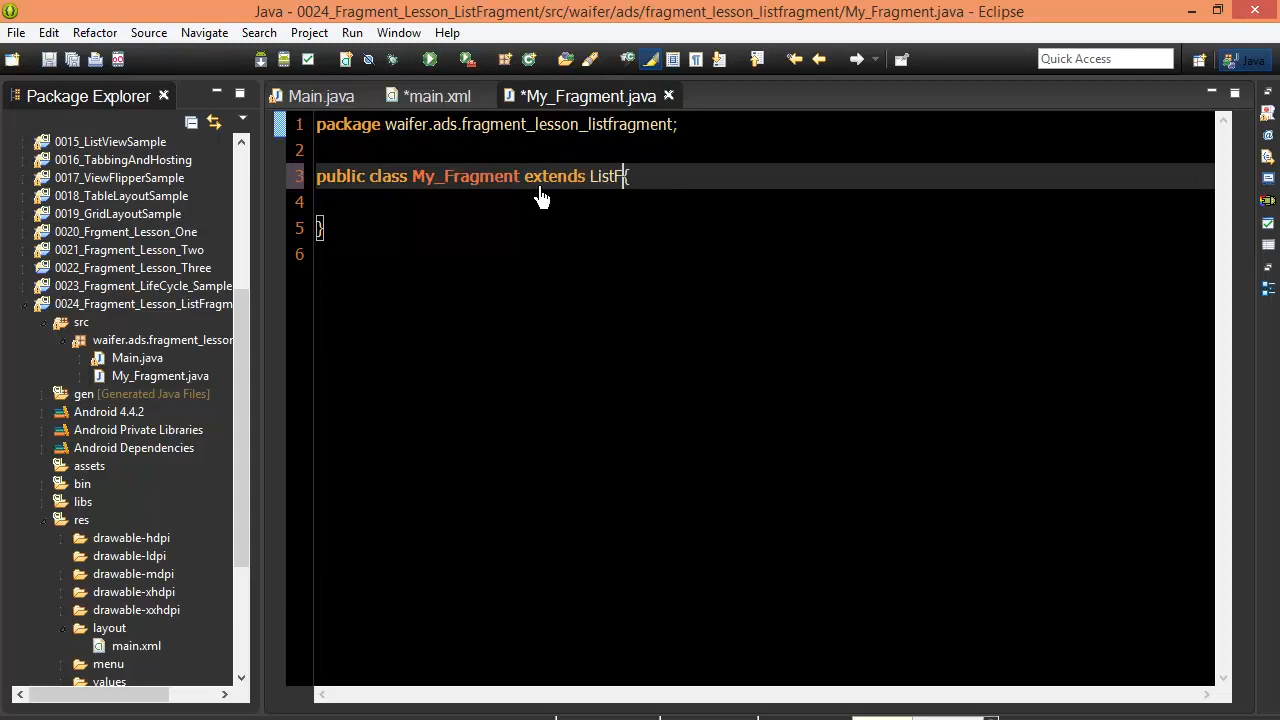 Java - 0024_Fragment_Lesson_ListFragment/src/waifer/ads/fragment_lesson_listfragment/My_Fragment.java - Eclipse
File Edit Refactor Source Navigate Search Project Run Window Help
Quick Access
Java
Package Explorer
Main.java
*main.xml
*My_Fragment.java
0015_ListViewSample
0016_TabbingAndHosting
0017_ViewFlipperSample
0018_TableLayoutSample
0019_GridLayoutSample
0020_Frgment_Lesson_One
0021_Fragment_Lesson_Two
0022_Fragment_Lesson_Three
0023_Fragment_LifeCycle_Sample
0024_Fragment_Lesson_ListFragm
src
waifer.ads.fragment_lesson
Main.java
My_Fragment.java
gen [Generated Java Files]
Android 4.4.2
Android Private Libraries
Android Dependencies
assets
bin
libs
res
drawable-hdpi
drawable-ldpi
drawable-mdpi
drawable-xhdpi
drawable-xxhdpi
layout
main.xml
menu
values
1 package waifer.ads.fragment_lesson_listfragment;
2
3 public class My_Fragment extends ListF{
4
5 }
6